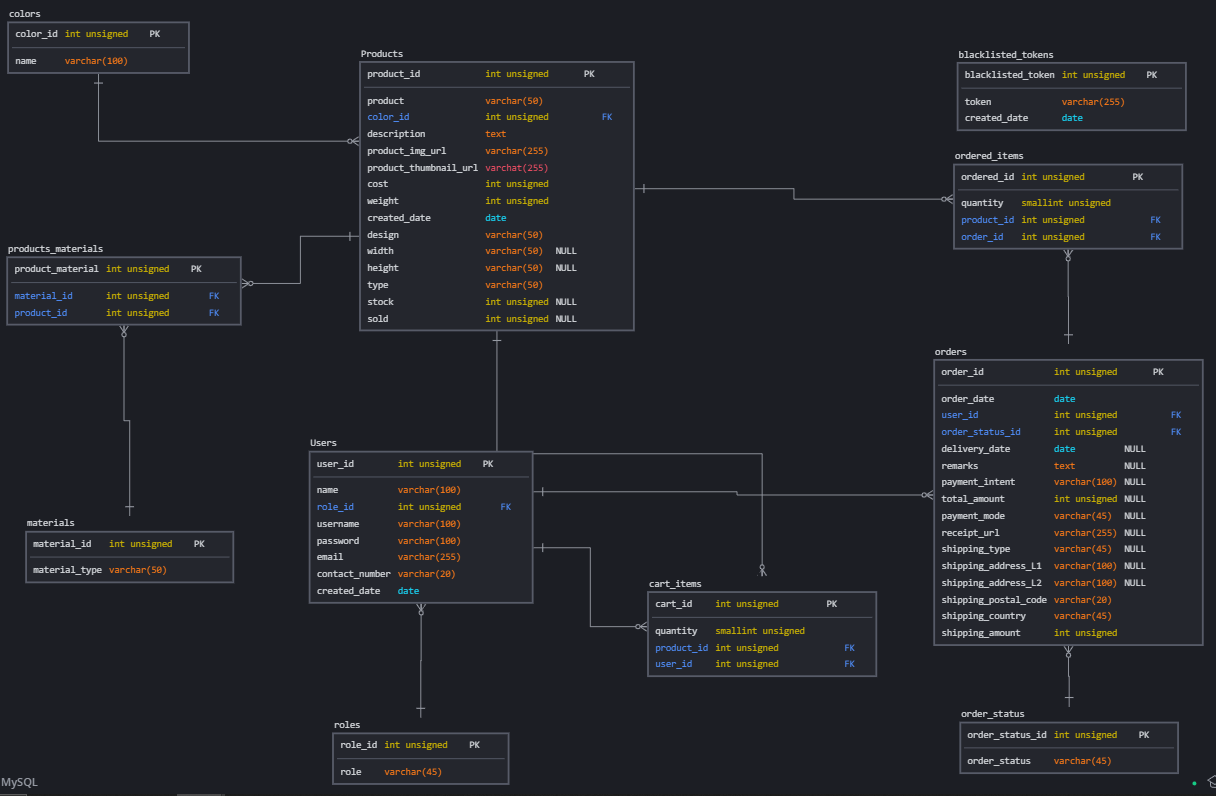 colors
color_id int unsigned PK
name varchar(100)
Products
product_id int unsigned PK
product varchar(50)
color_id int unsigned FK
description text
product_img_url varchar(255)
product_thumbnail_url varchat(255)
cost int unsigned
weight int unsigned
created_date date
design varchar(50)
width varchar(50) NULL
height varchar(50) NULL
type varchar(50)
stock int unsigned NULL
sold int unsigned NULL
blacklisted_tokens
blacklisted_token int unsigned PK
token varchar(255)
created_date date
ordered_items
ordered_id int unsigned PK
quantity smallint unsigned
product_id int unsigned FK
order_id int unsigned FK
products_materials
product_material int unsigned PK
material_id int unsigned FK
product_id int unsigned FK
orders
order_id int unsigned PK
order_date date
user_id int unsigned FK
order_status_id int unsigned FK
delivery_date date NULL
remarks text NULL
payment_intent varchar(100) NULL
total_amount int unsigned NULL
payment_mode varchar(45) NULL
receipt_url varchar(255) NULL
shipping_type varchar(45) NULL
shipping_address_L1 varchar(100) NULL
shipping_address_L2 varchar(100) NULL
shipping_postal_code varchar(20)
shipping_country varchar(45)
shipping_amount int unsigned
Users
user_id int unsigned PK
name varchar(100)
role_id int unsigned FK
username varchar(100)
password varchar(100)
email varchar(255)
contact_number varchar(20)
created_date date
materials
material_id int unsigned PK
material_type varchar(50)
cart_items
cart_id int unsigned PK
quantity smallint unsigned
product_id int unsigned FK
user_id int unsigned FK
roles
role_id int unsigned PK
role varchar(45)
order_status
order_status_id int unsigned PK
order_status varchar(45)
MySQL